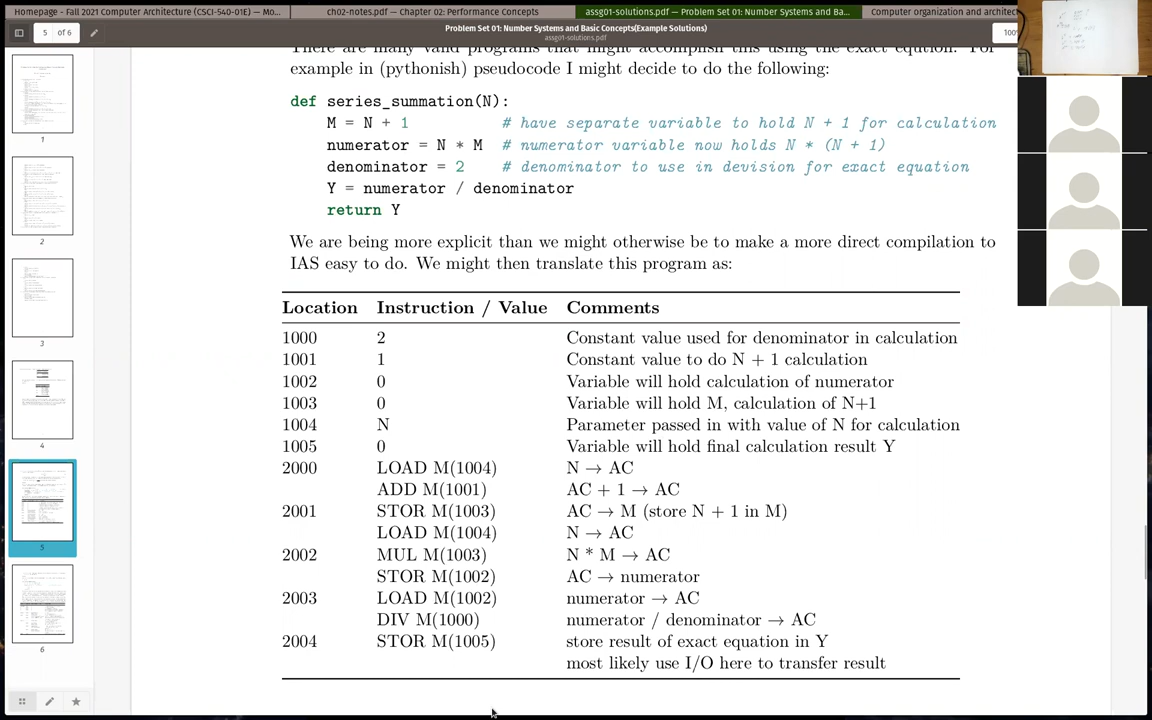 Homepage - Fall 2021 Computer Architecture (CSCI-540-01E) — Mo...
ch02-notes.pdf — Chapter 02: Performance Concepts
assg01-solutions.pdf — Problem Set 01: Number Systems and Ba...
Computer organization and architec
5 of 6
Problem Set 01: Number Systems and Basic Concepts(Example Solutions)
assg01-solutions.pdf
100
There are many valid programs that might accomplish this using the exact eqution. For
example in (pythonish) pseudocode I might decide to do the following:
def series_summation(N):
M = N + 1 # have separate variable to hold N + 1 for calculation
numerator = N * M # numerator variable now holds N * (N + 1)
denominator = 2 # denominator to use in devision for exact equation
Y = numerator / denominator
return Y
We are being more explicit than we might otherwise be to make a more direct compilation to
IAS easy to do. We might then translate this program as:
Location Instruction / Value Comments
1000 2 Constant value used for denominator in calculation
1001 1 Constant value to do N + 1 calculation
1002 0 Variable will hold calculation of numerator
1003 0 Variable will hold M, calculation of N+1
1004 N Parameter passed in with value of N for calculation
1005 0 Variable will hold final calculation result Y
2000 LOAD M(1004) N → AC
ADD M(1001) AC + 1 → AC
2001 STOR M(1003) AC → M (store N + 1 in M)
LOAD M(1004) N → AC
2002 MUL M(1003) N * M → AC
STOR M(1002) AC → numerator
2003 LOAD M(1002) numerator → AC
DIV M(1000) numerator / denominator → AC
2004 STOR M(1005) store result of exact equation in Y
most likely use I/O here to transfer result
1
2
3
4
5
6